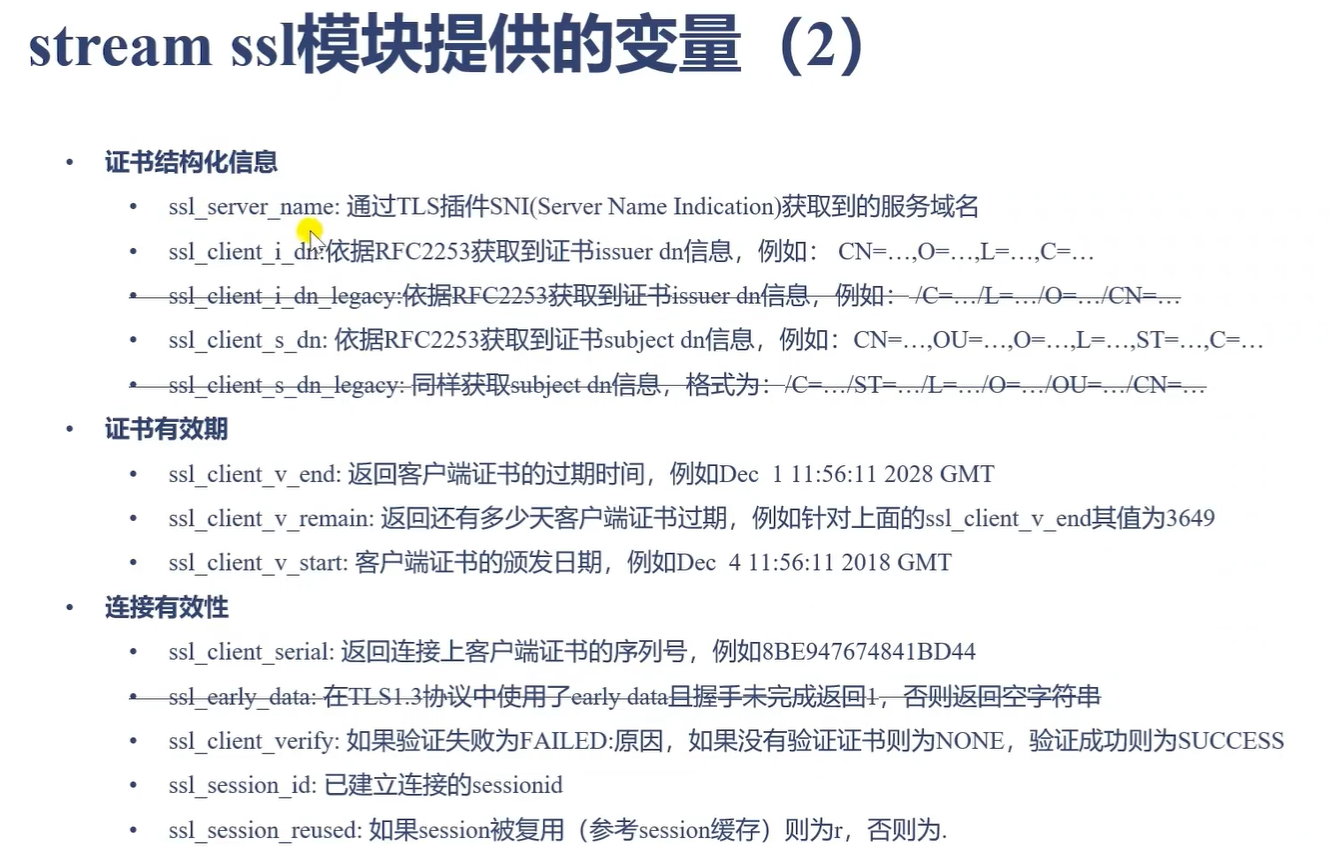 stream ssl模块提供的变量（2）
• 证书结构化信息
• ssl_server_name: 通过TLS插件SNI(Server Name Indication)获取到的服务域名
• ssl_client_i_dn:依据RFC2253获取到证书issuer dn信息，例如： CN=…,O=…,L=…,C=…
• ssl_client_i_dn_legacy:依据RFC2253获取到证书issuer dn信息，例如： /C=…/L=…/O=…/CN=…
• ssl_client_s_dn: 依据RFC2253获取到证书subject dn信息，例如：CN=…,OU=…,O=…,L=…,ST=…,C=…
• ssl_client_s_dn_legacy: 同样获取subject dn信息，格式为：/C=…/ST=…/L=…/O=…/OU=…/CN=…
• 证书有效期
• ssl_client_v_end: 返回客户端证书的过期时间，例如Dec  1 11:56:11 2028 GMT
• ssl_client_v_remain: 返回还有多少天客户端证书过期，例如针对上面的ssl_client_v_end其值为3649
• ssl_client_v_start: 客户端证书的颁发日期，例如Dec  4 11:56:11 2018 GMT
• 连接有效性
• ssl_client_serial: 返回连接上客户端证书的序列号，例如8BE947674841BD44
• ssl_early_data: 在TLS1.3协议中使用了early data且握手未完成返回1，否则返回空字符串
• ssl_client_verify: 如果验证失败为FAILED:原因，如果没有验证证书则为NONE，验证成功则为SUCCESS
• ssl_session_id: 已建立连接的sessionid
• ssl_session_reused: 如果session被复用（参考session缓存）则为r，否则为.